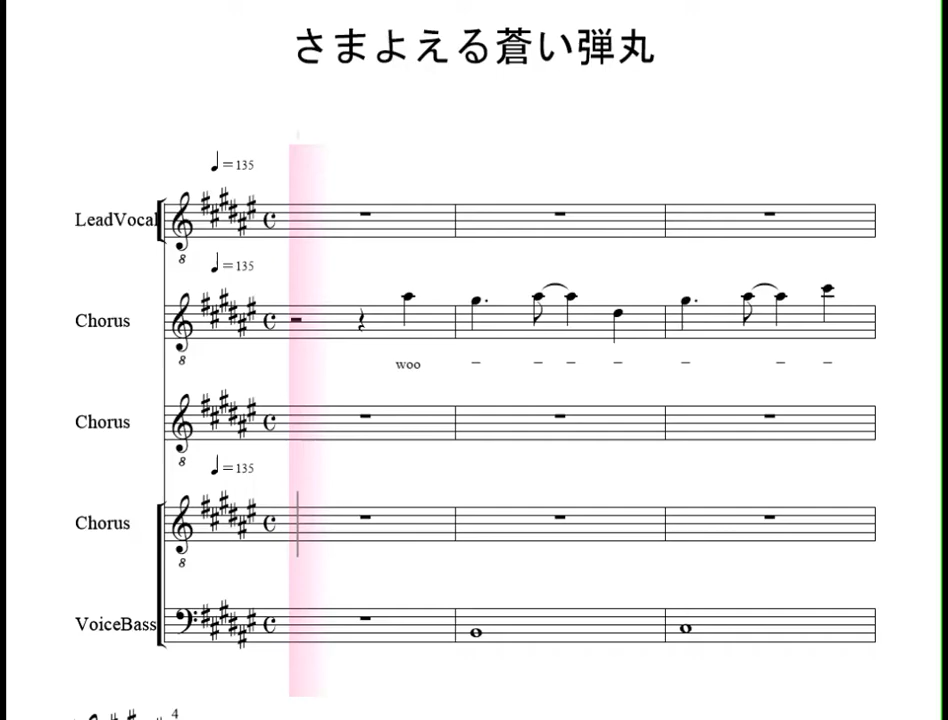 さまよえる蒼い弾丸
♩=135
LeadVocal
8
♩=135
Chorus
8
woo – – – – – – –
Chorus
8
♩=135
Chorus
8
VoiceBass
4